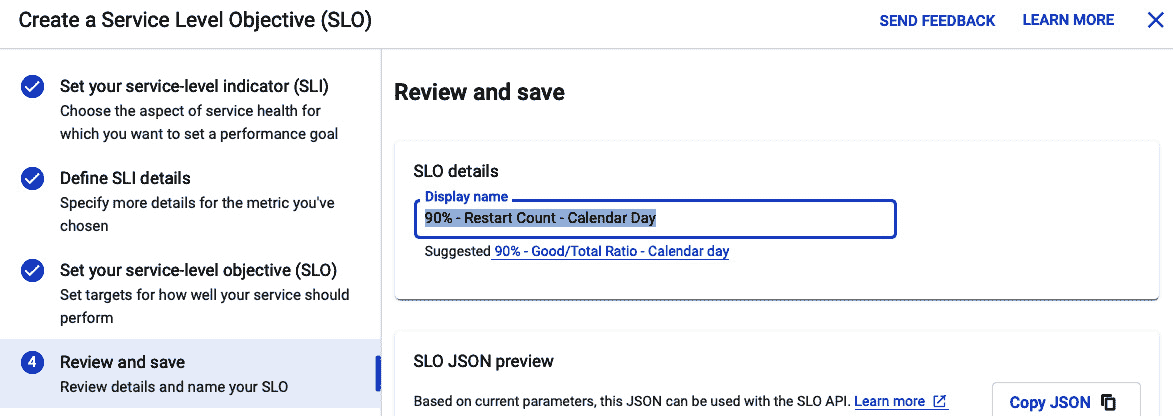 Create a Service Level Objective (SLO)
SEND FEEDBACK
LEARN MORE
Set your service-level indicator (SLI)
Choose the aspect of service health for
which you want to set a performance goal
Define SLI details
Specify more details for the metric you've
chosen
Set your service-level objective (SLO)
Set targets for how well your service should
perform
4
Review and save
Review details and name your SLO
Review and save
SLO details
Display name
90% - Restart Count - Calendar Day
Suggested 90% - Good/Total Ratio - Calendar day
SLO JSON preview
Based on current parameters, this JSON can be used with the SLO API. Learn more
Copy JSON